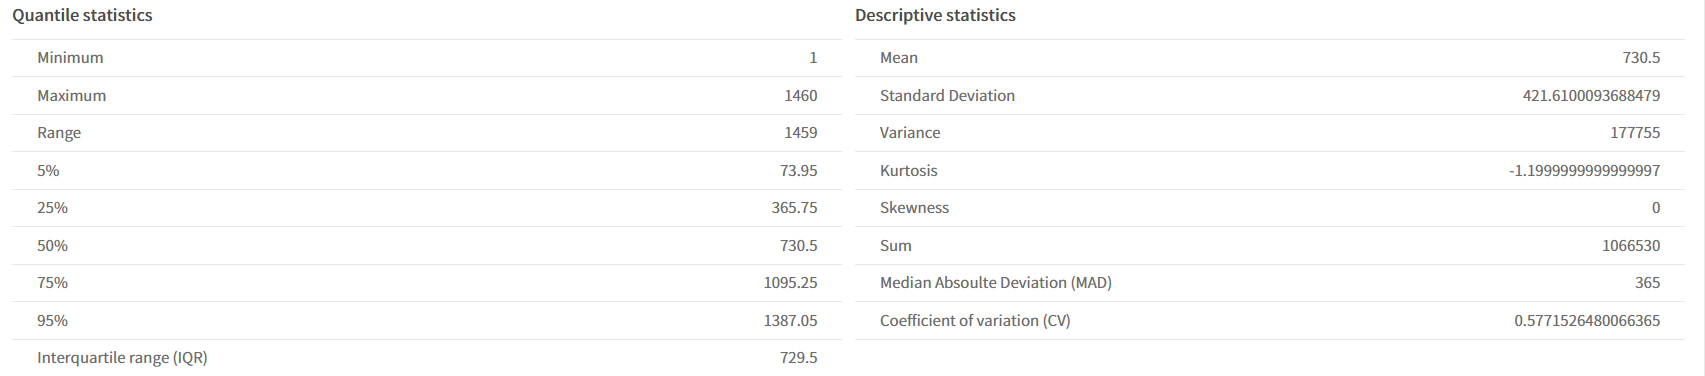 Quantile statistics
Minimum 1
Maximum 1460
Range 1459
5% 73.95
25% 365.75
50% 730.5
75% 1095.25
95% 1387.05
Interquartile range (IQR) 729.5
Descriptive statistics
Mean 730.5
Standard Deviation 421.6100093688479
Variance 177755
Kurtosis -1.1999999999999997
Skewness 0
Sum 1066530
Median Absoulte Deviation (MAD) 365
Coefficient of variation (CV) 0.5771526480066365